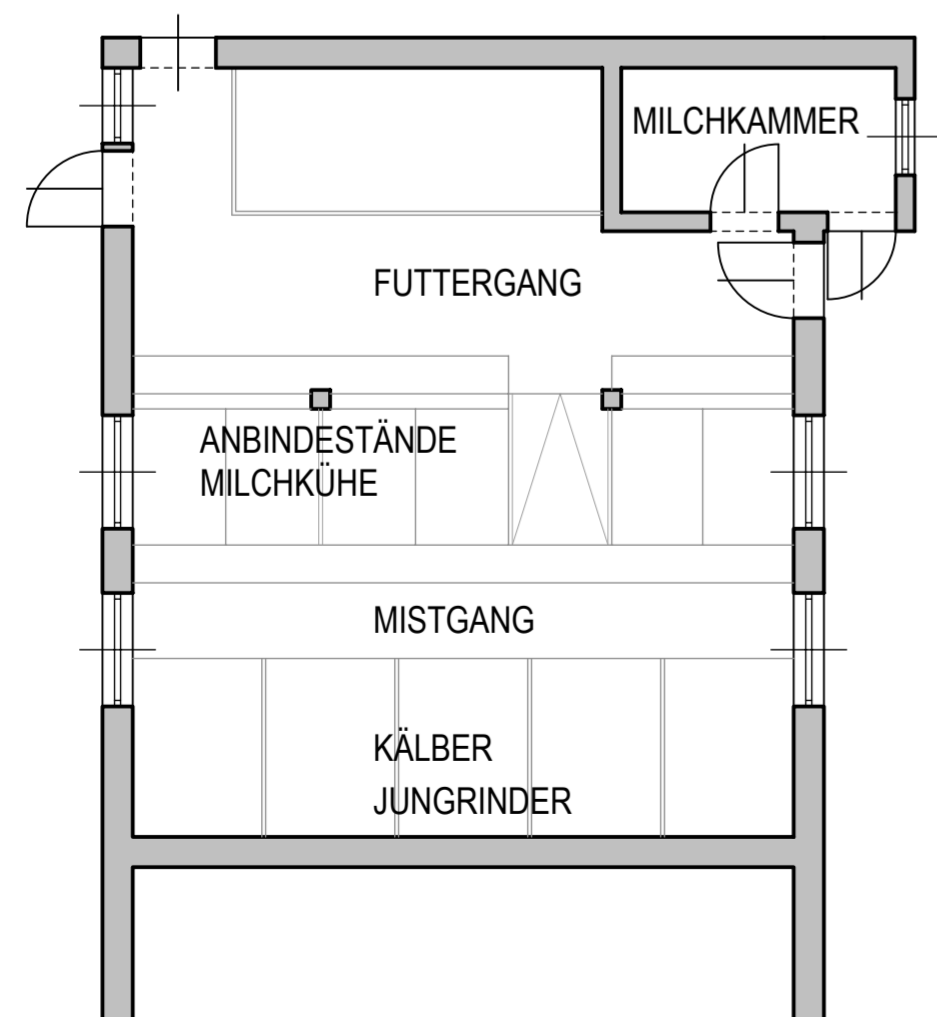 MILCHKAMMER
FUTTERGANG
ANBINDESTÄNDE
MILCHKÜHE
MISTGANG
KÄLBER
JUNGRINDER